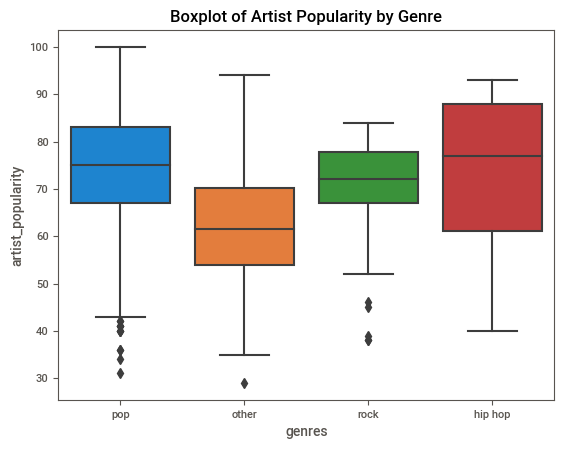 Boxplot of Artist Popularity by Genre
100
90
80
70
60
50
40
30
artist_popularity
pop other rock hip hop
genres